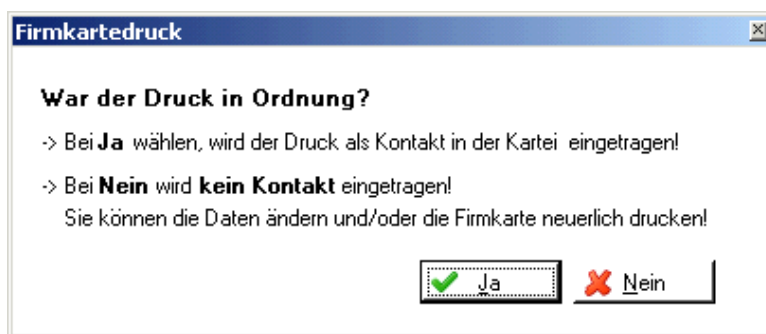 Firmkartedruck
War der Druck in Ordnung?
-> Bei Ja wählen, wird der Druck als Kontakt in der Kartei eingetragen!
-> Bei Nein wird kein Kontakt eingetragen!
Sie können die Daten ändern und/oder die Firmkarte neuerlich drucken!
Ja Nein